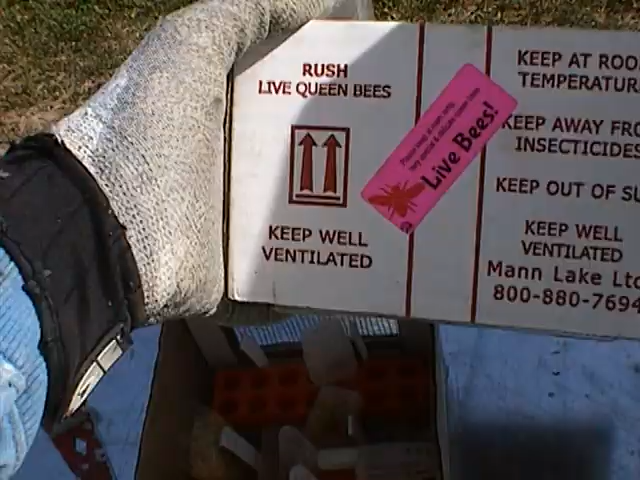 RUSH
LIVE QUEEN BEES
KEEP WELL
VENTILATED
Live Bees!
KEEP AT ROO
TEMPERATUR
KEEP AWAY FRO
INSECTICIDES
KEEP OUT OF SU
KEEP WELL
VENTILATED
Mann Lake Ltd
800-880-7694